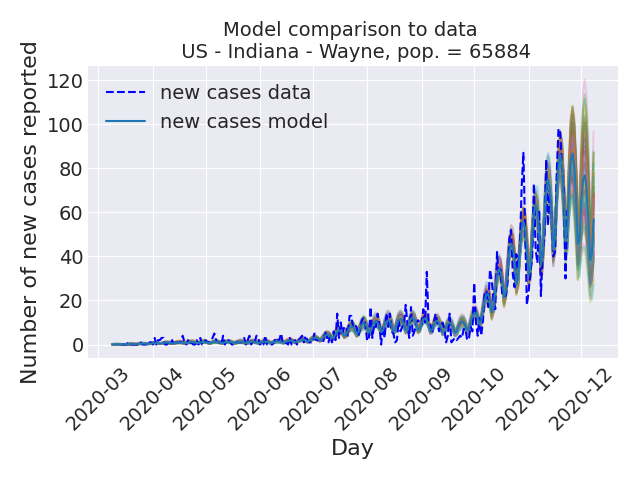 Model comparison to data
US - Indiana - Wayne, pop. = 65884
Number of new cases reported
120
100
80
60
40
20
0
new cases data
new cases model
2020-03
2020-04
2020-05
2020-06
2020-07
2020-08
2020-09
2020-10
2020-11
2020-12
Day